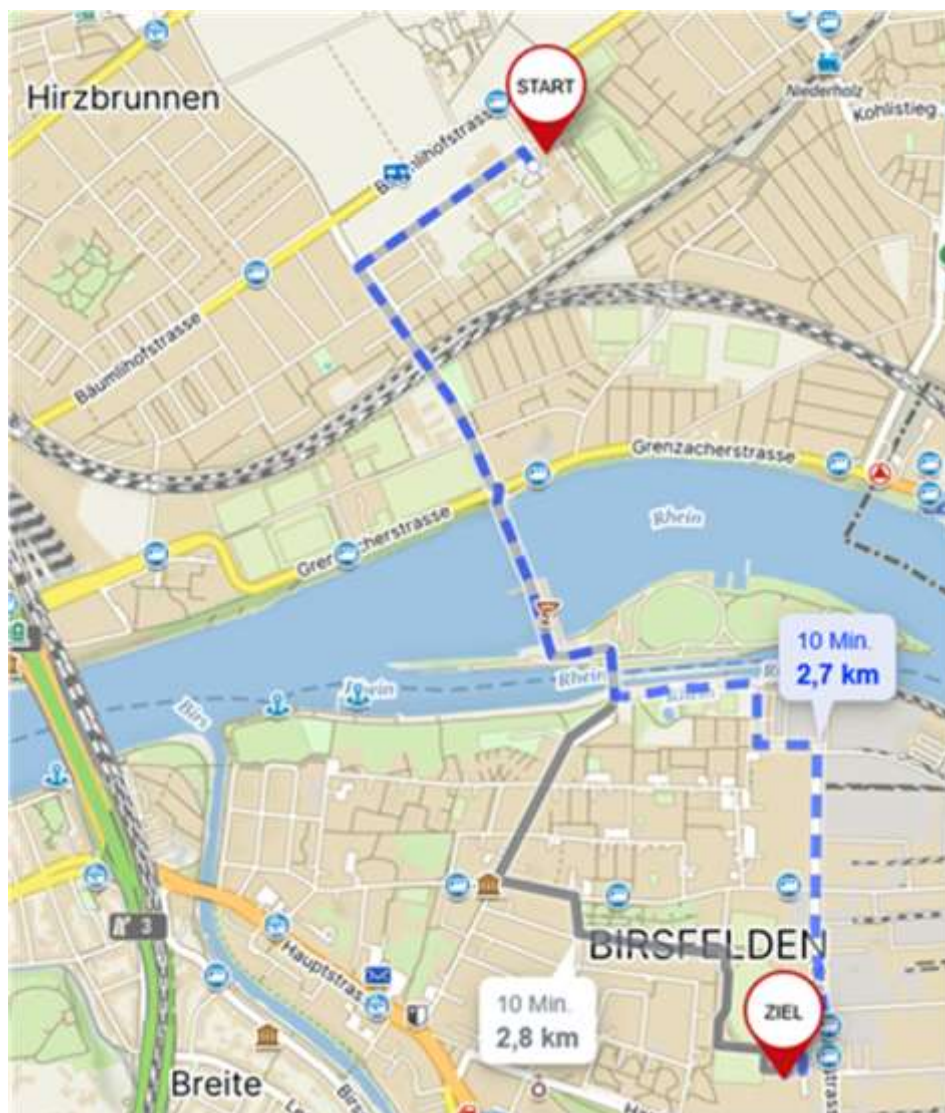 Hirzbrunnen
START
Niederholz
Kohlistieg
Bäumlihofstrasse
Bäumlihofstrasse
Grenzacherstrasse
Grenzacherstrasse
Rhein
10 Min.
2,7 km
Rhein
Rhein
Birs
3
Hauptstras
BIRSFELDEN
10 Min.
2,8 km
ZIEL
Breite